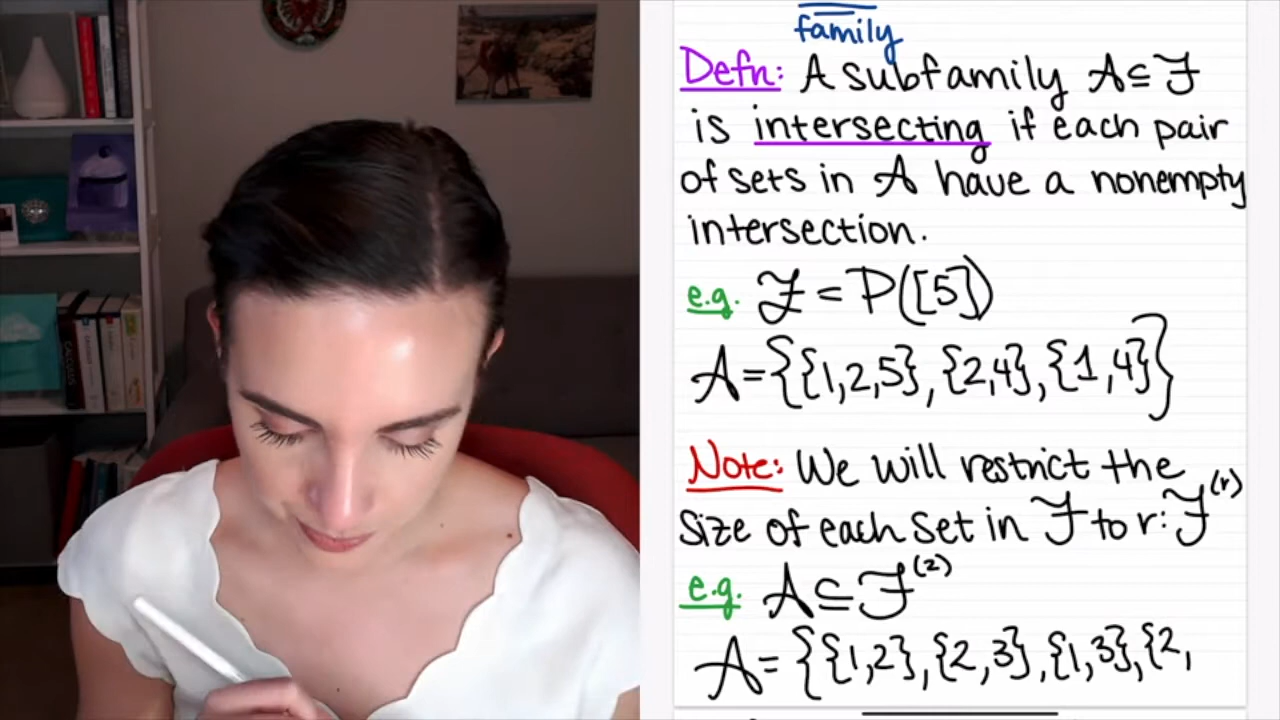 family
Defn: A subfamily A ⊆ F
is intersecting if each pair
of sets in A have a nonempty
intersection.
e.g. F = P([5])
A = {{1,2,5}, {2,4}, {1,4}}
Note: We will restrict the
size of each set in F to r: F^(r)
e.g. A ⊆ F^(2)
A = {{1,2}, {2,3}, {1,3}, {2,
CALCULUS